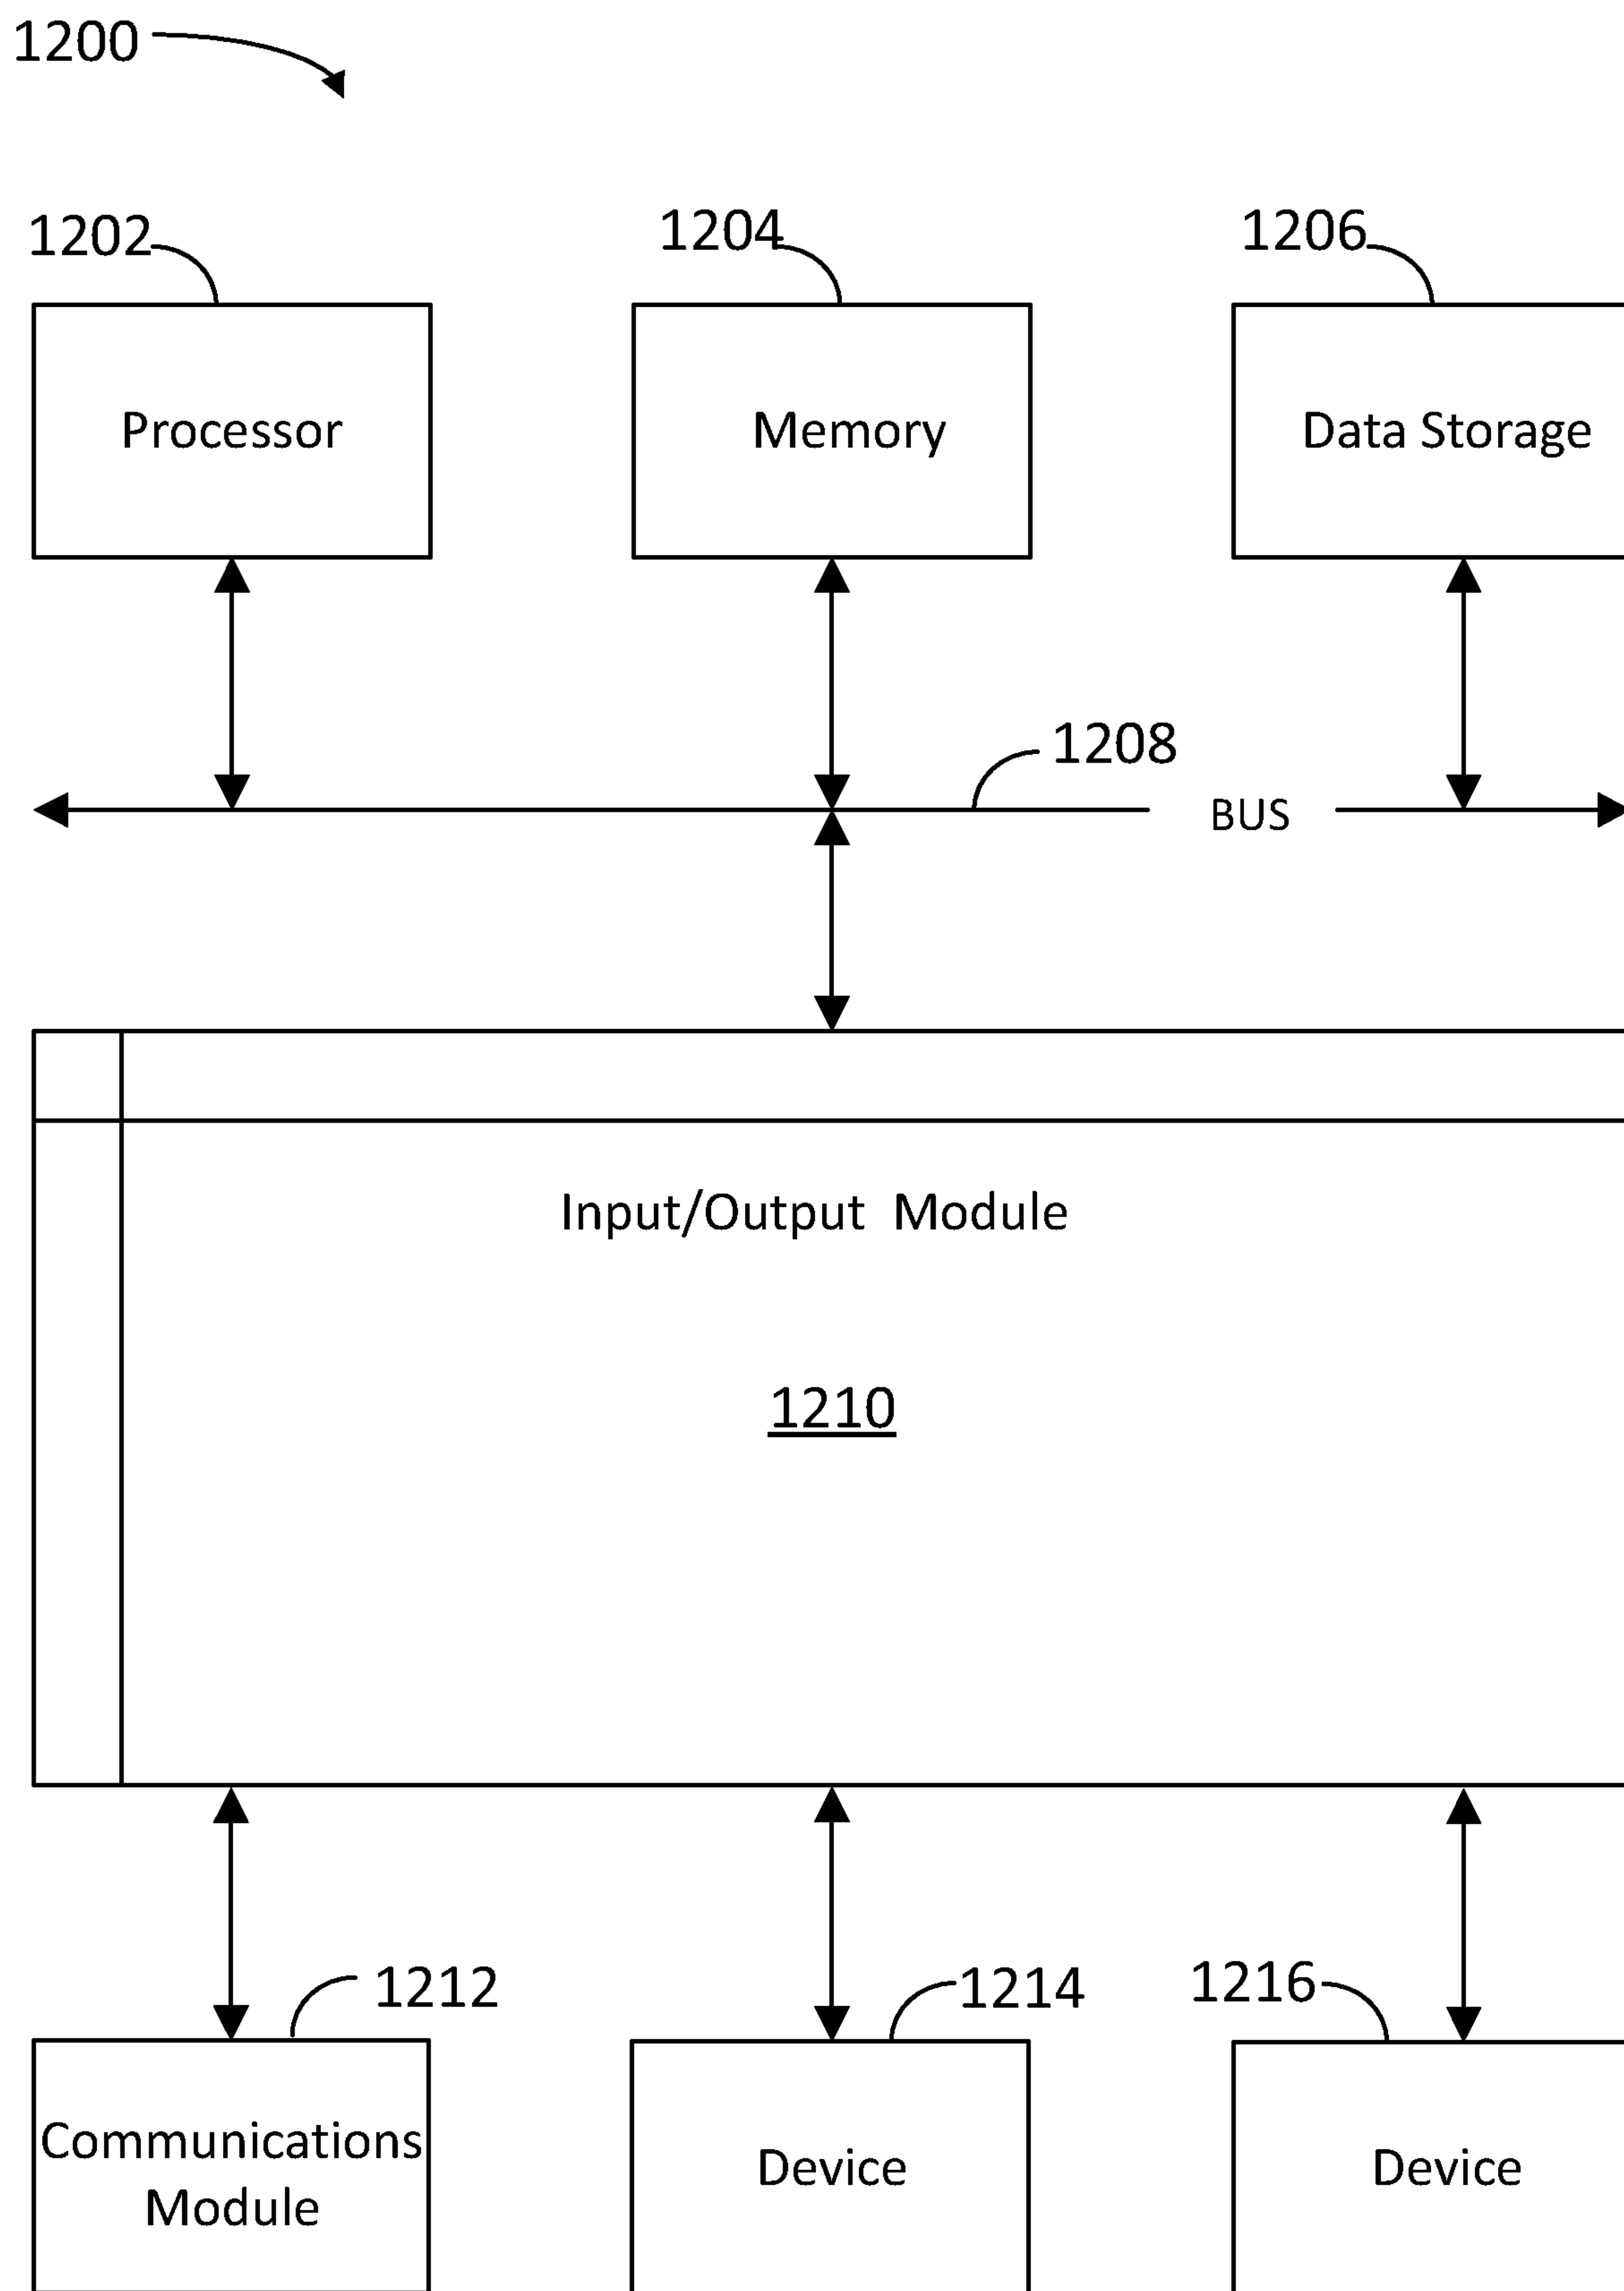 1200
1202
1204
1206
Processor
Memory
Data Storage
1208
BUS
Input/Output Module
1210
1212
1214
1216
Communications
Module
Device
Device